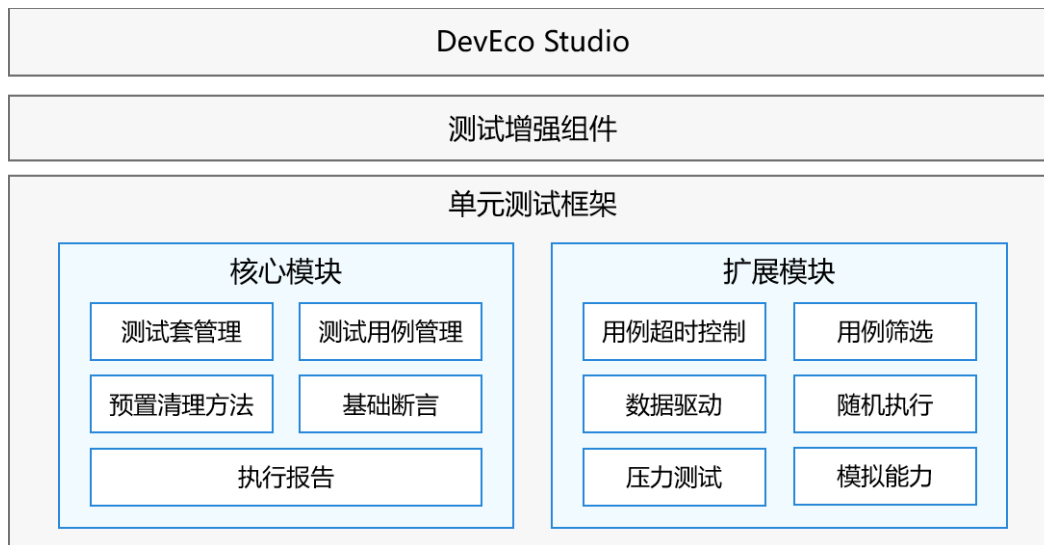 DevEco Studio
测试增强组件
单元测试框架
核心模块
测试套管理
测试用例管理
预置清理方法
基础断言
执行报告
扩展模块
用例超时控制
用例筛选
数据驱动
随机执行
压力测试
模拟能力